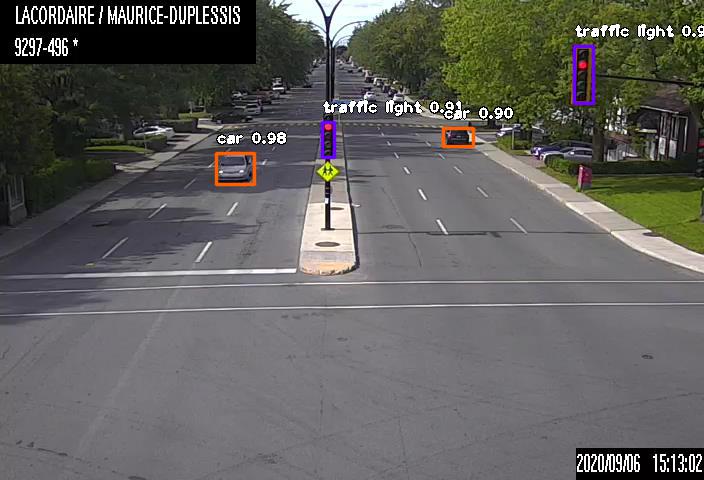 LACORDAIRE / MAURICE-DUPLESSIS
9297-496 *
traffic light 0.9
traffic light 0.91
car 0.90
car 0.98
2020/09/06 15:13:02